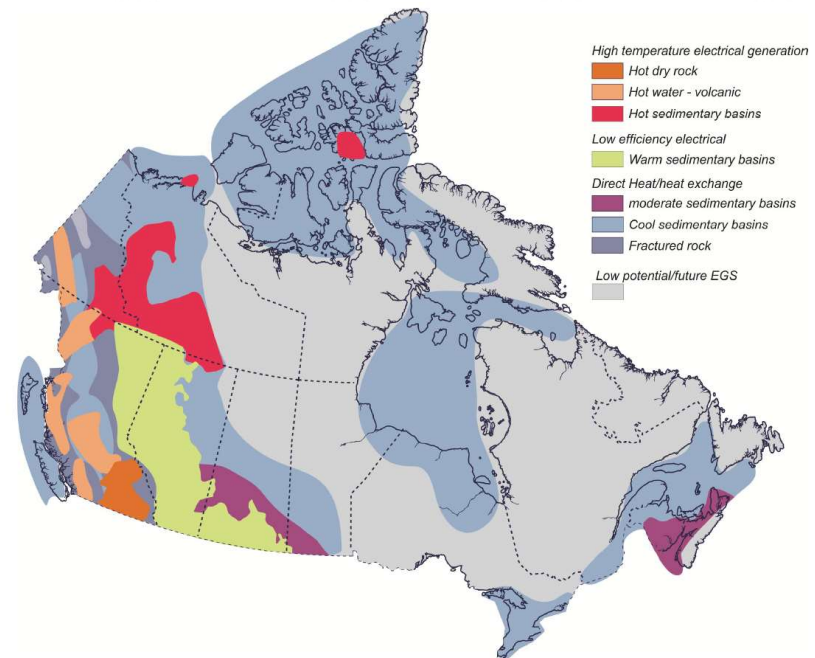 High temperature electrical generation
Hot dry rock
Hot water - volcanic
Hot sedimentary basins
Low efficiency electrical
Warm sedimentary basins
Direct Heat/heat exchange
moderate sedimentary basins
Cool sedimentary basins
Fractured rock
Low potential/future EGS